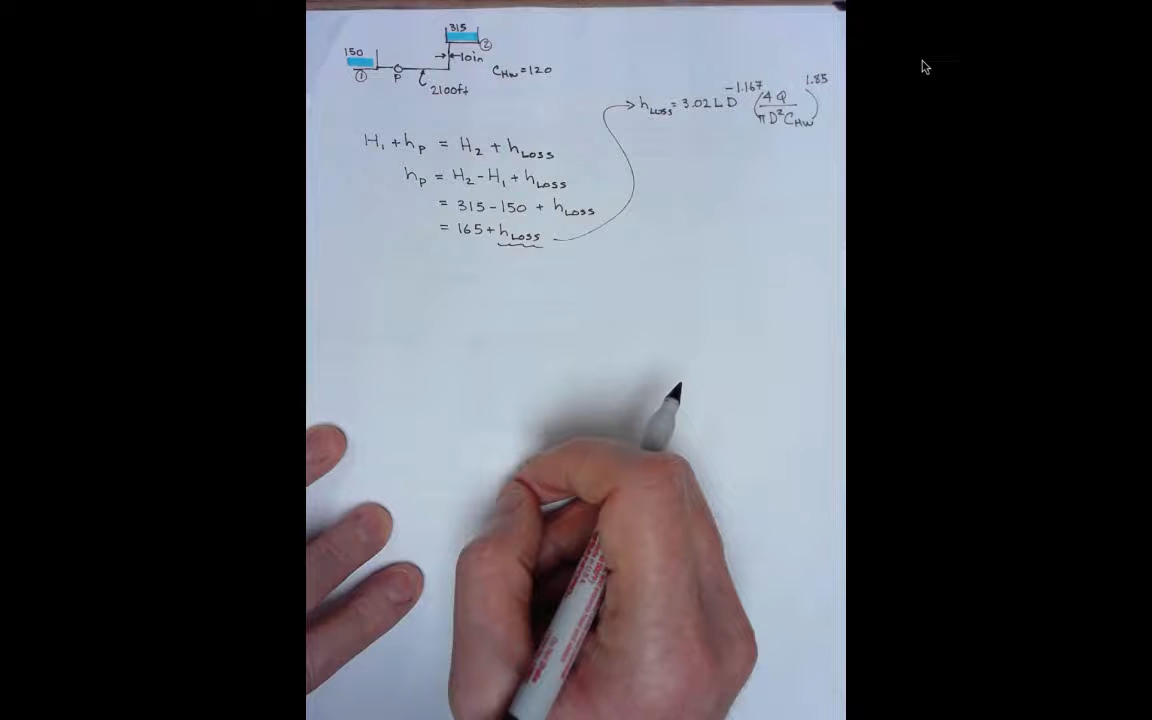 315
②
150
10in
①
P
C_HW = 120
2100ft
h_LOSS = 3.02 L D^-1.167 (4Q / πD²C_HW)^1.85
H₁ + h_P = H₂ + h_LOSS
h_P = H₂ - H₁ + h_LOSS
= 315 - 150 + h_LOSS
= 165 + h_LOSS